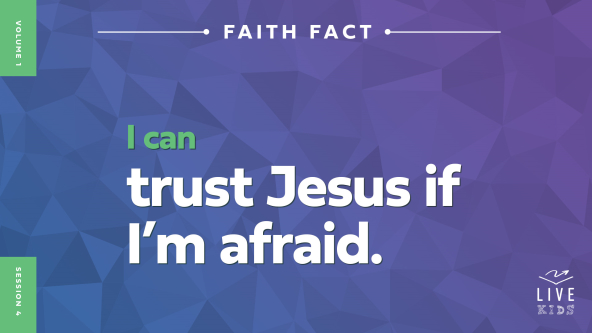 VOLUME 1
FAITH FACT
I can
trust Jesus if
I'm afraid.
SESSION 4
LIVE
KIDS